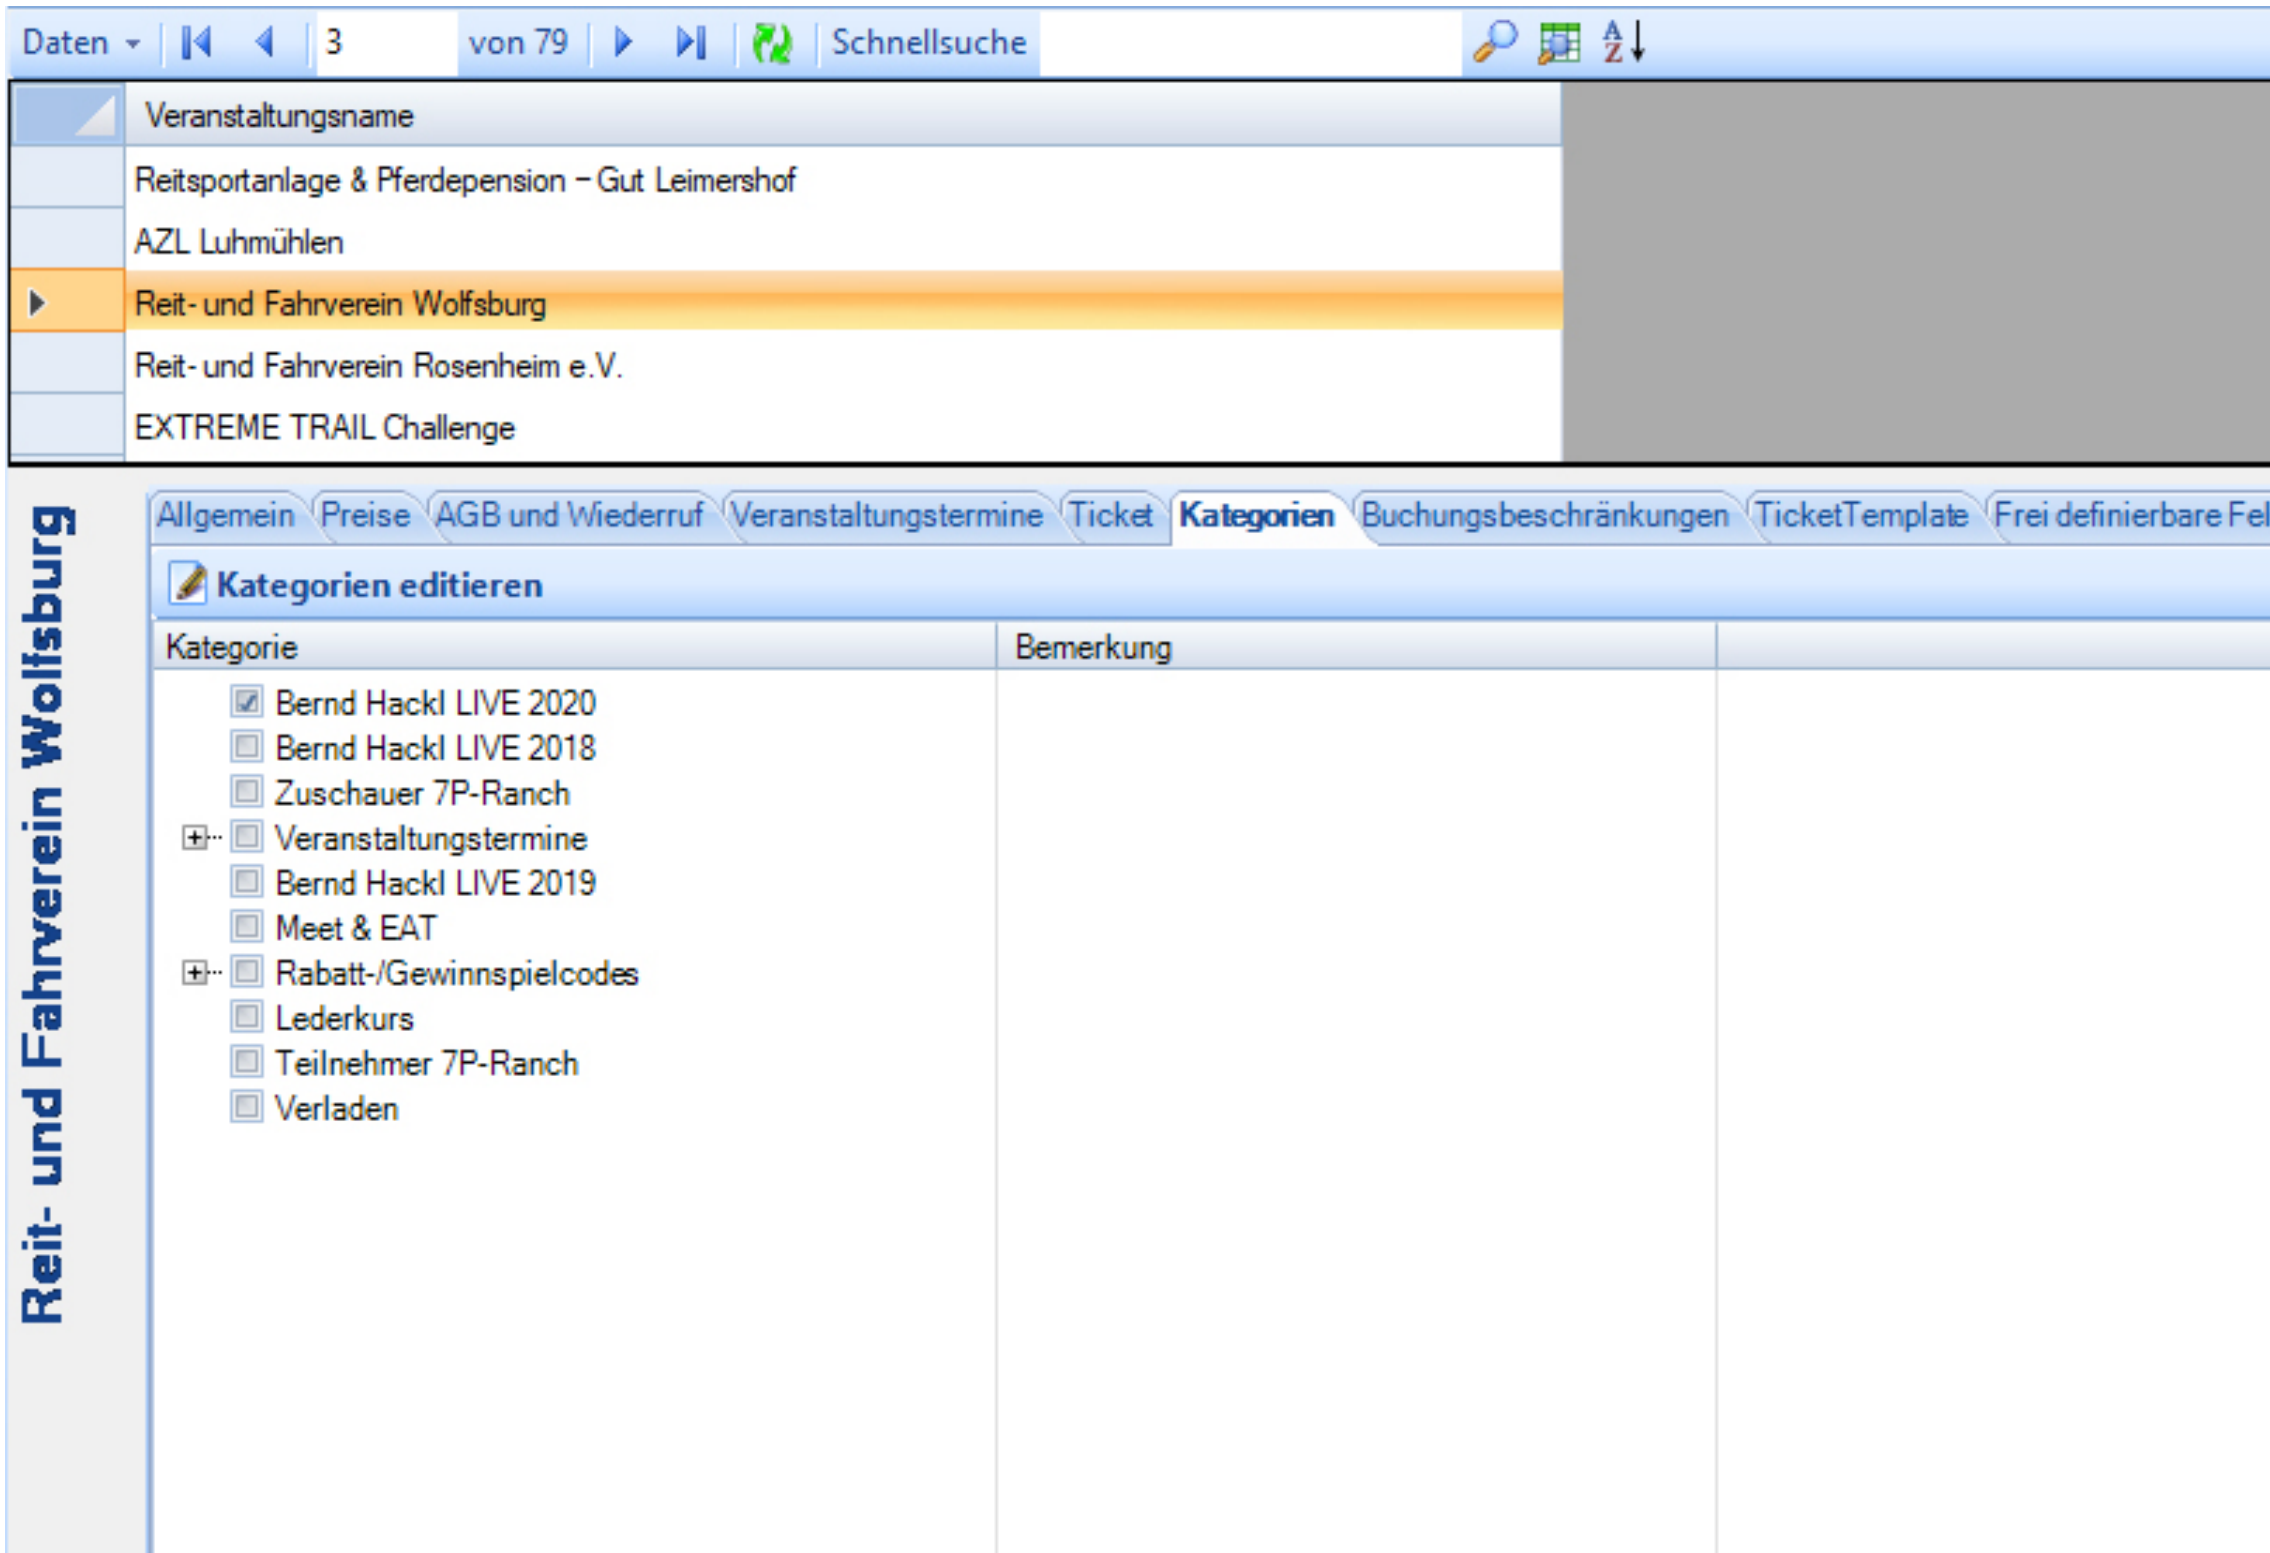 Daten 3 von 79 Schnellsuche
Veranstaltungsname
Reitsportanlage & Pferdepension – Gut Leimershof
AZL Luhmühlen
Reit- und Fahrverein Wolfsburg
Reit- und Fahrverein Rosenheim e.V.
EXTREME TRAIL Challenge
Reit- und Fahrverein Wolfsburg
Allgemein Preise AGB und Wiederruf Veranstaltungstermine Ticket Kategorien Buchungsbeschränkungen TicketTemplate Frei definierbare Fel
Kategorien editieren
Kategorie Bemerkung
Bernd Hackl LIVE 2020
Bernd Hackl LIVE 2018
Zuschauer 7P-Ranch
Veranstaltungstermine
Bernd Hackl LIVE 2019
Meet & EAT
Rabatt-/Gewinnspielcodes
Lederkurs
Teilnehmer 7P-Ranch
Verladen